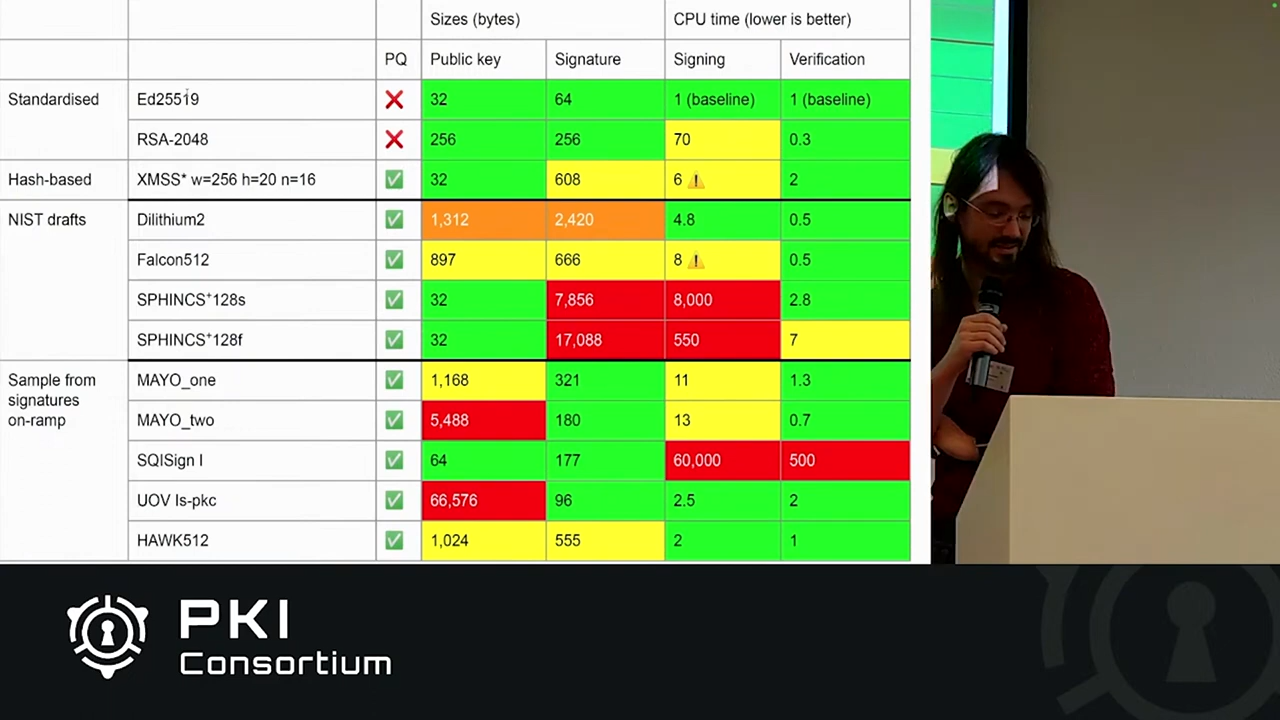 Sizes (bytes) CPU time (lower is better)
PQ Public key Signature Signing Verification
Standardised Ed25519 ❌ 32 64 1 (baseline) 1 (baseline)
RSA-2048 ❌ 256 256 70 0.3
Hash-based XMSS* w=256 h=20 n=16 ✅ 32 608 6 ⚠ 2
NIST drafts Dilithium2 ✅ 1,312 2,420 4.8 0.5
Falcon512 ✅ 897 666 8 ⚠ 0.5
SPHINCS⁺128s ✅ 32 7,856 8,000 2.8
SPHINCS⁺128f ✅ 32 17,088 550 7
Sample from
signatures
on-ramp
MAYO_one ✅ 1,168 321 11 1.3
MAYO_two ✅ 5,488 180 13 0.7
SQISign I ✅ 64 177 60,000 500
UOV Is-pkc ✅ 66,576 96 2.5 2
HAWK512 ✅ 1,024 555 2 1
PKI
Consortium